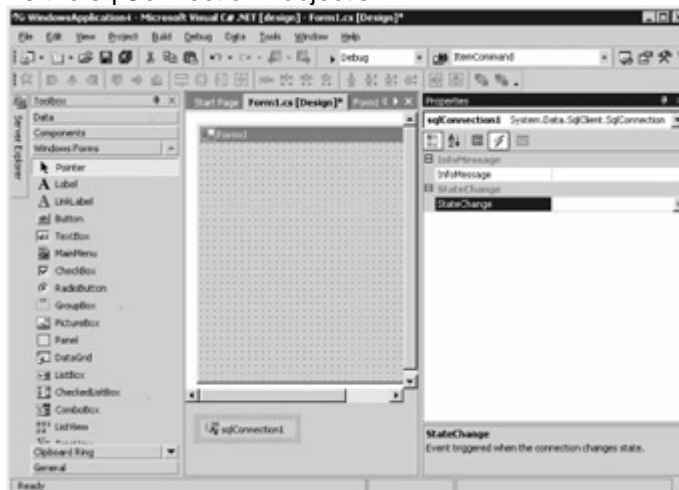 WindowsApplication4 - Microsoft Visual C# .NET [design] - Form1.cs [Design]*
File Edit View Project Build Debug Data Tools Window Help
Debug ItemCommand
Server Explorer
Toolbox
Data
Components
Windows Forms
Pointer
Label
LinkLabel
Button
TextBox
MainMenu
CheckBox
RadioButton
GroupBox
PictureBox
Panel
DataGrid
ListBox
CheckedListBox
ComboBox
ListView
Clipboard Ring
General
Start Page Form1.cs [Design]*
Form1
sqlConnection1
Properties
sqlConnection1 System.Data.SqlClient.SqlConnection
InfoMessage
InfoMessage
StateChange
StateChange
StateChange
Event triggered when the connection changes state.
Ready